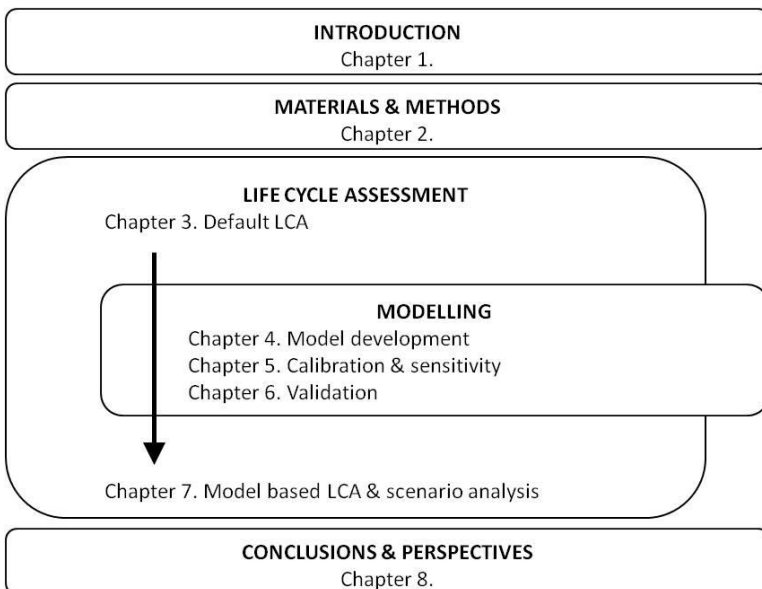 INTRODUCTION
Chapter 1.
MATERIALS & METHODS
Chapter 2.
LIFE CYCLE ASSESSMENT
Chapter 3. Default LCA
MODELLING
Chapter 4. Model development
Chapter 5. Calibration & sensitivity
Chapter 6. Validation
Chapter 7. Model based LCA & scenario analysis
CONCLUSIONS & PERSPECTIVES
Chapter 8.